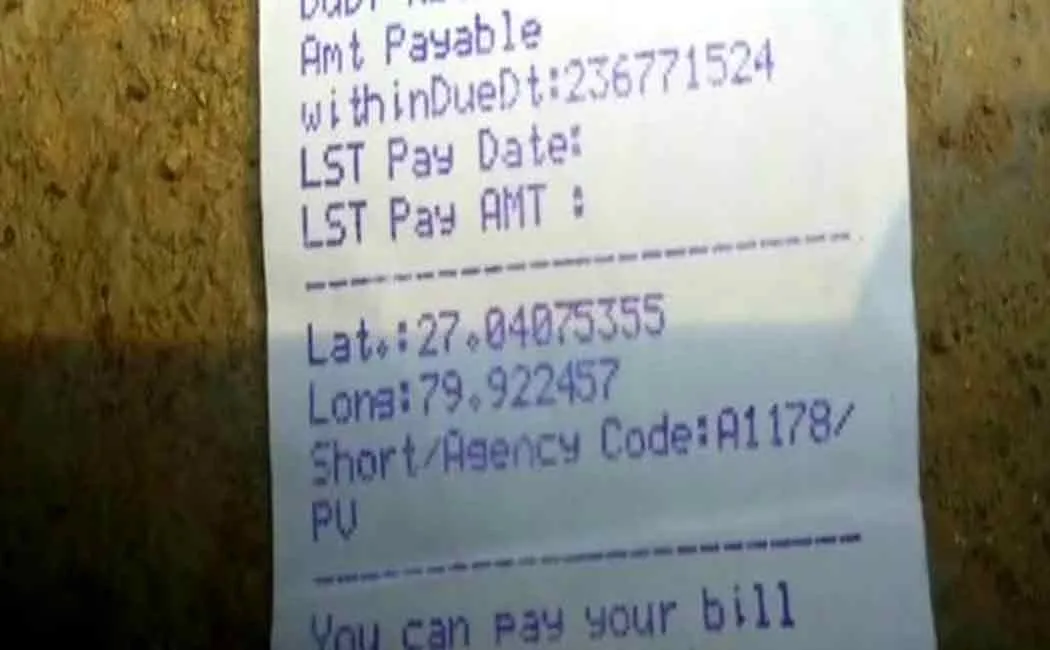 Amt Payable
withinDueDt:236771524
LST Pay Date:
LST Pay AMT :
Lat.:27.04075355
Long:79.922457
Short/Agency Code:A1178/
PV
You can pay your bill